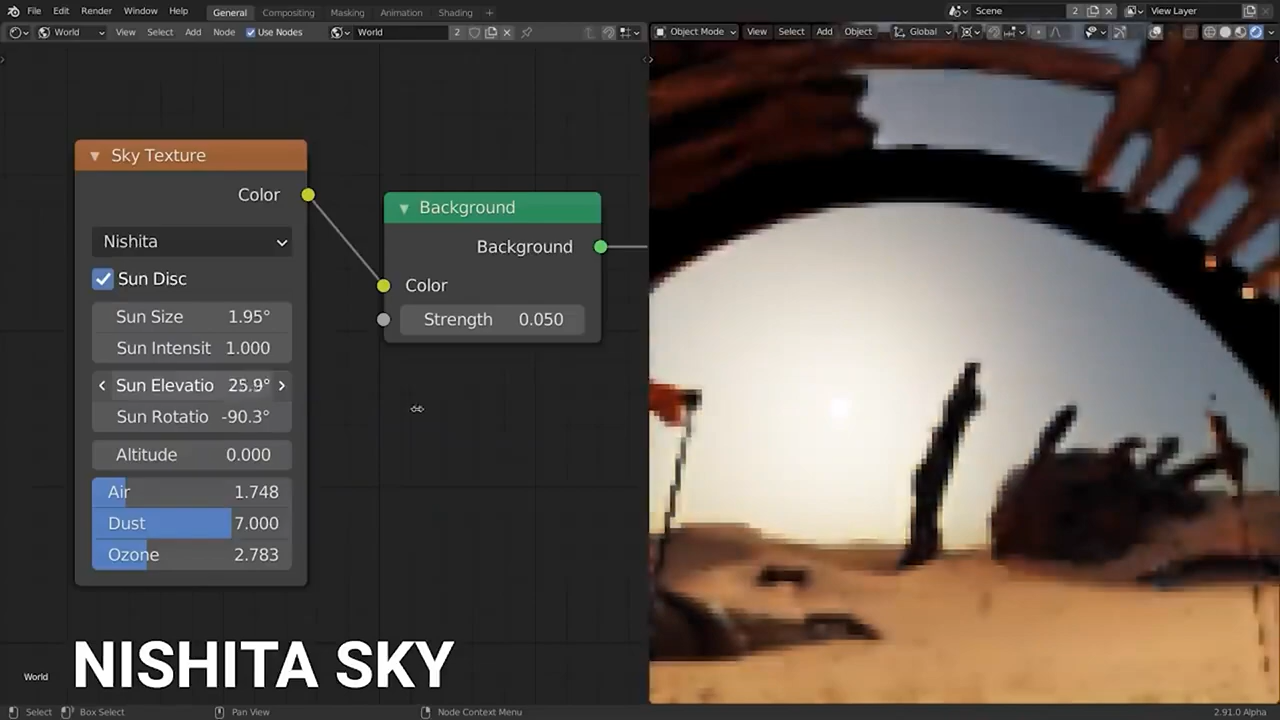 File Edit Render Window Help General Compositing Masking Animation Shading + Scene 2 View Layer
World View Select Add Node Use Nodes World 2 Object Mode View Select Add Object Global
Sky Texture
Color
Nishita
Sun Disc
Sun Size 1.95°
Sun Intensit 1.000
Sun Elevatio 25.9°
Sun Rotatio -90.3°
Altitude 0.000
Air 1.748
Dust 7.000
Ozone 2.783
Background
Background
Color
Strength 0.050
World
NISHITA SKY
Select Box Select Pan View Node Context Menu 2.91.0 Alpha